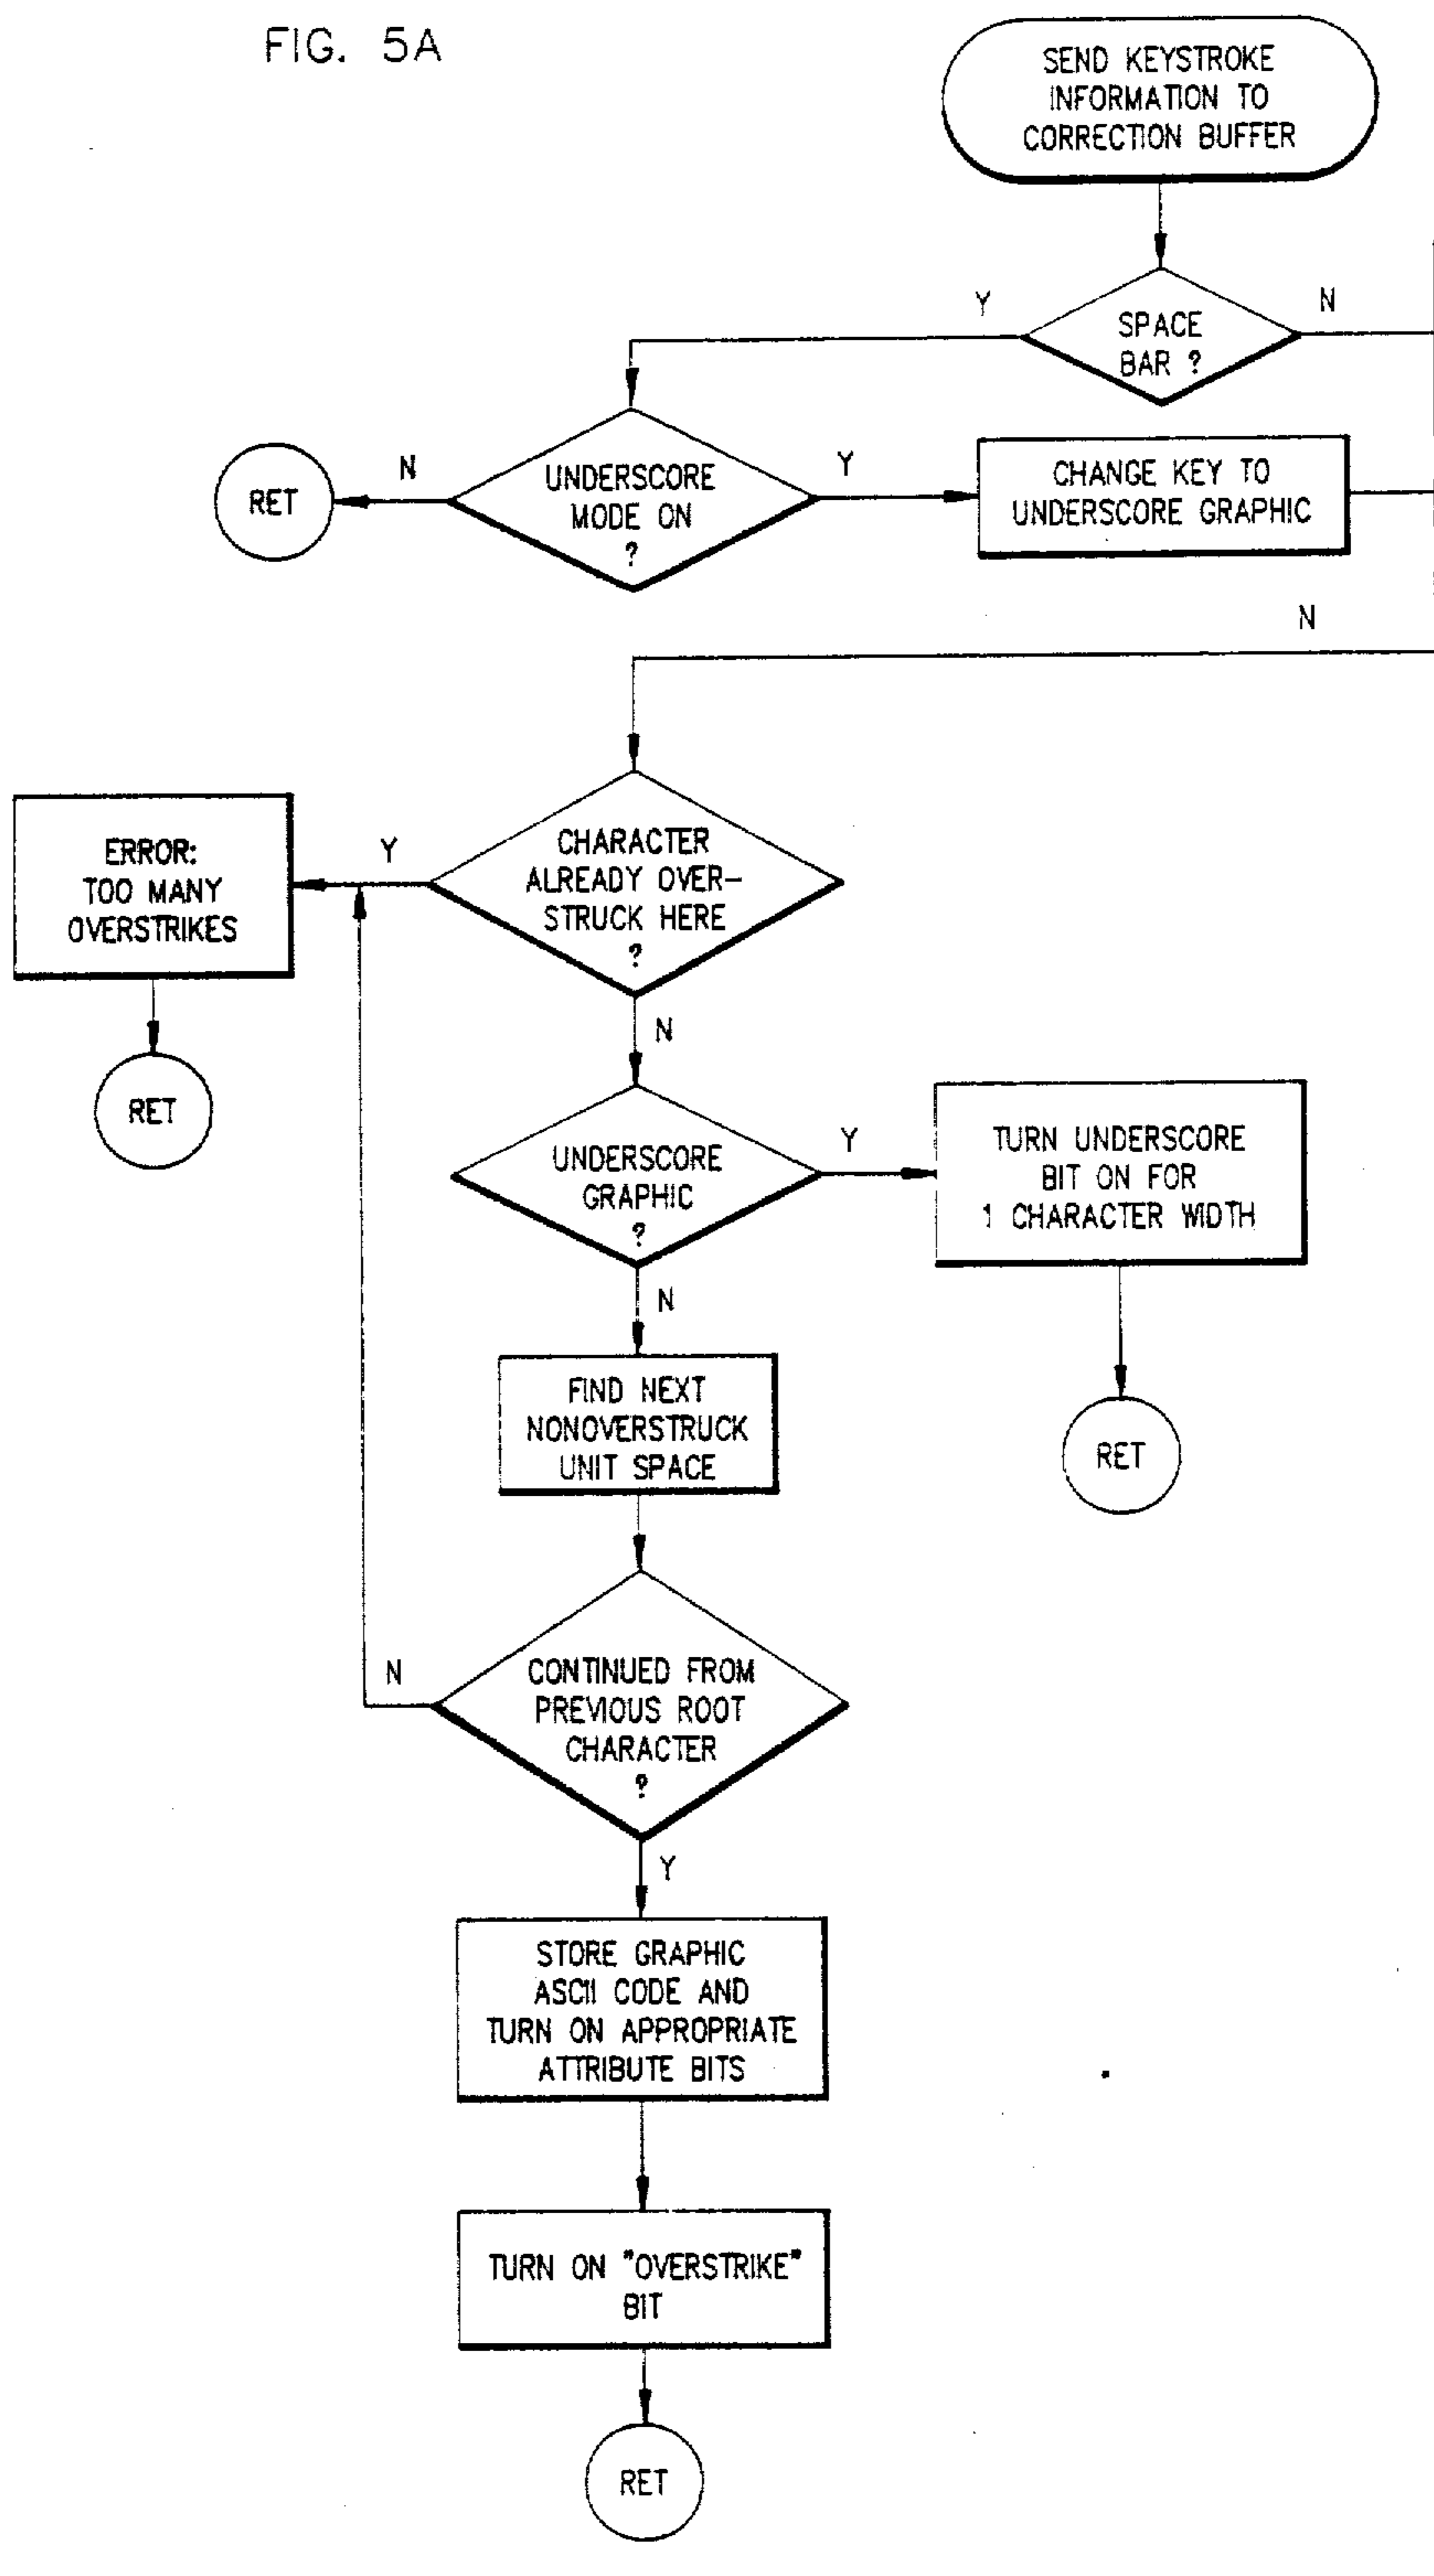 FIG. 5A
SEND KEYSTROKE
INFORMATION TO
CORRECTION BUFFER
Y
N
SPACE
BAR ?
N
Y
RET
UNDERSCORE
MODE ON
?
CHANGE KEY TO
UNDERSCORE GRAPHIC
N
ERROR:
TOO MANY
OVERSTRIKES
Y
CHARACTER
ALREADY OVER-
STRUCK HERE
?
RET
N
UNDERSCORE
GRAPHIC
?
Y
TURN UNDERSCORE
BIT ON FOR
1 CHARACTER WIDTH
N
RET
FIND NEXT
NONOVERSTRUCK
UNIT SPACE
N
CONTINUED FROM
PREVIOUS ROOT
CHARACTER
?
Y
STORE GRAPHIC
ASCII CODE AND
TURN ON APPROPRIATE
ATTRIBUTE BITS
TURN ON "OVERSTRIKE"
BIT
RET